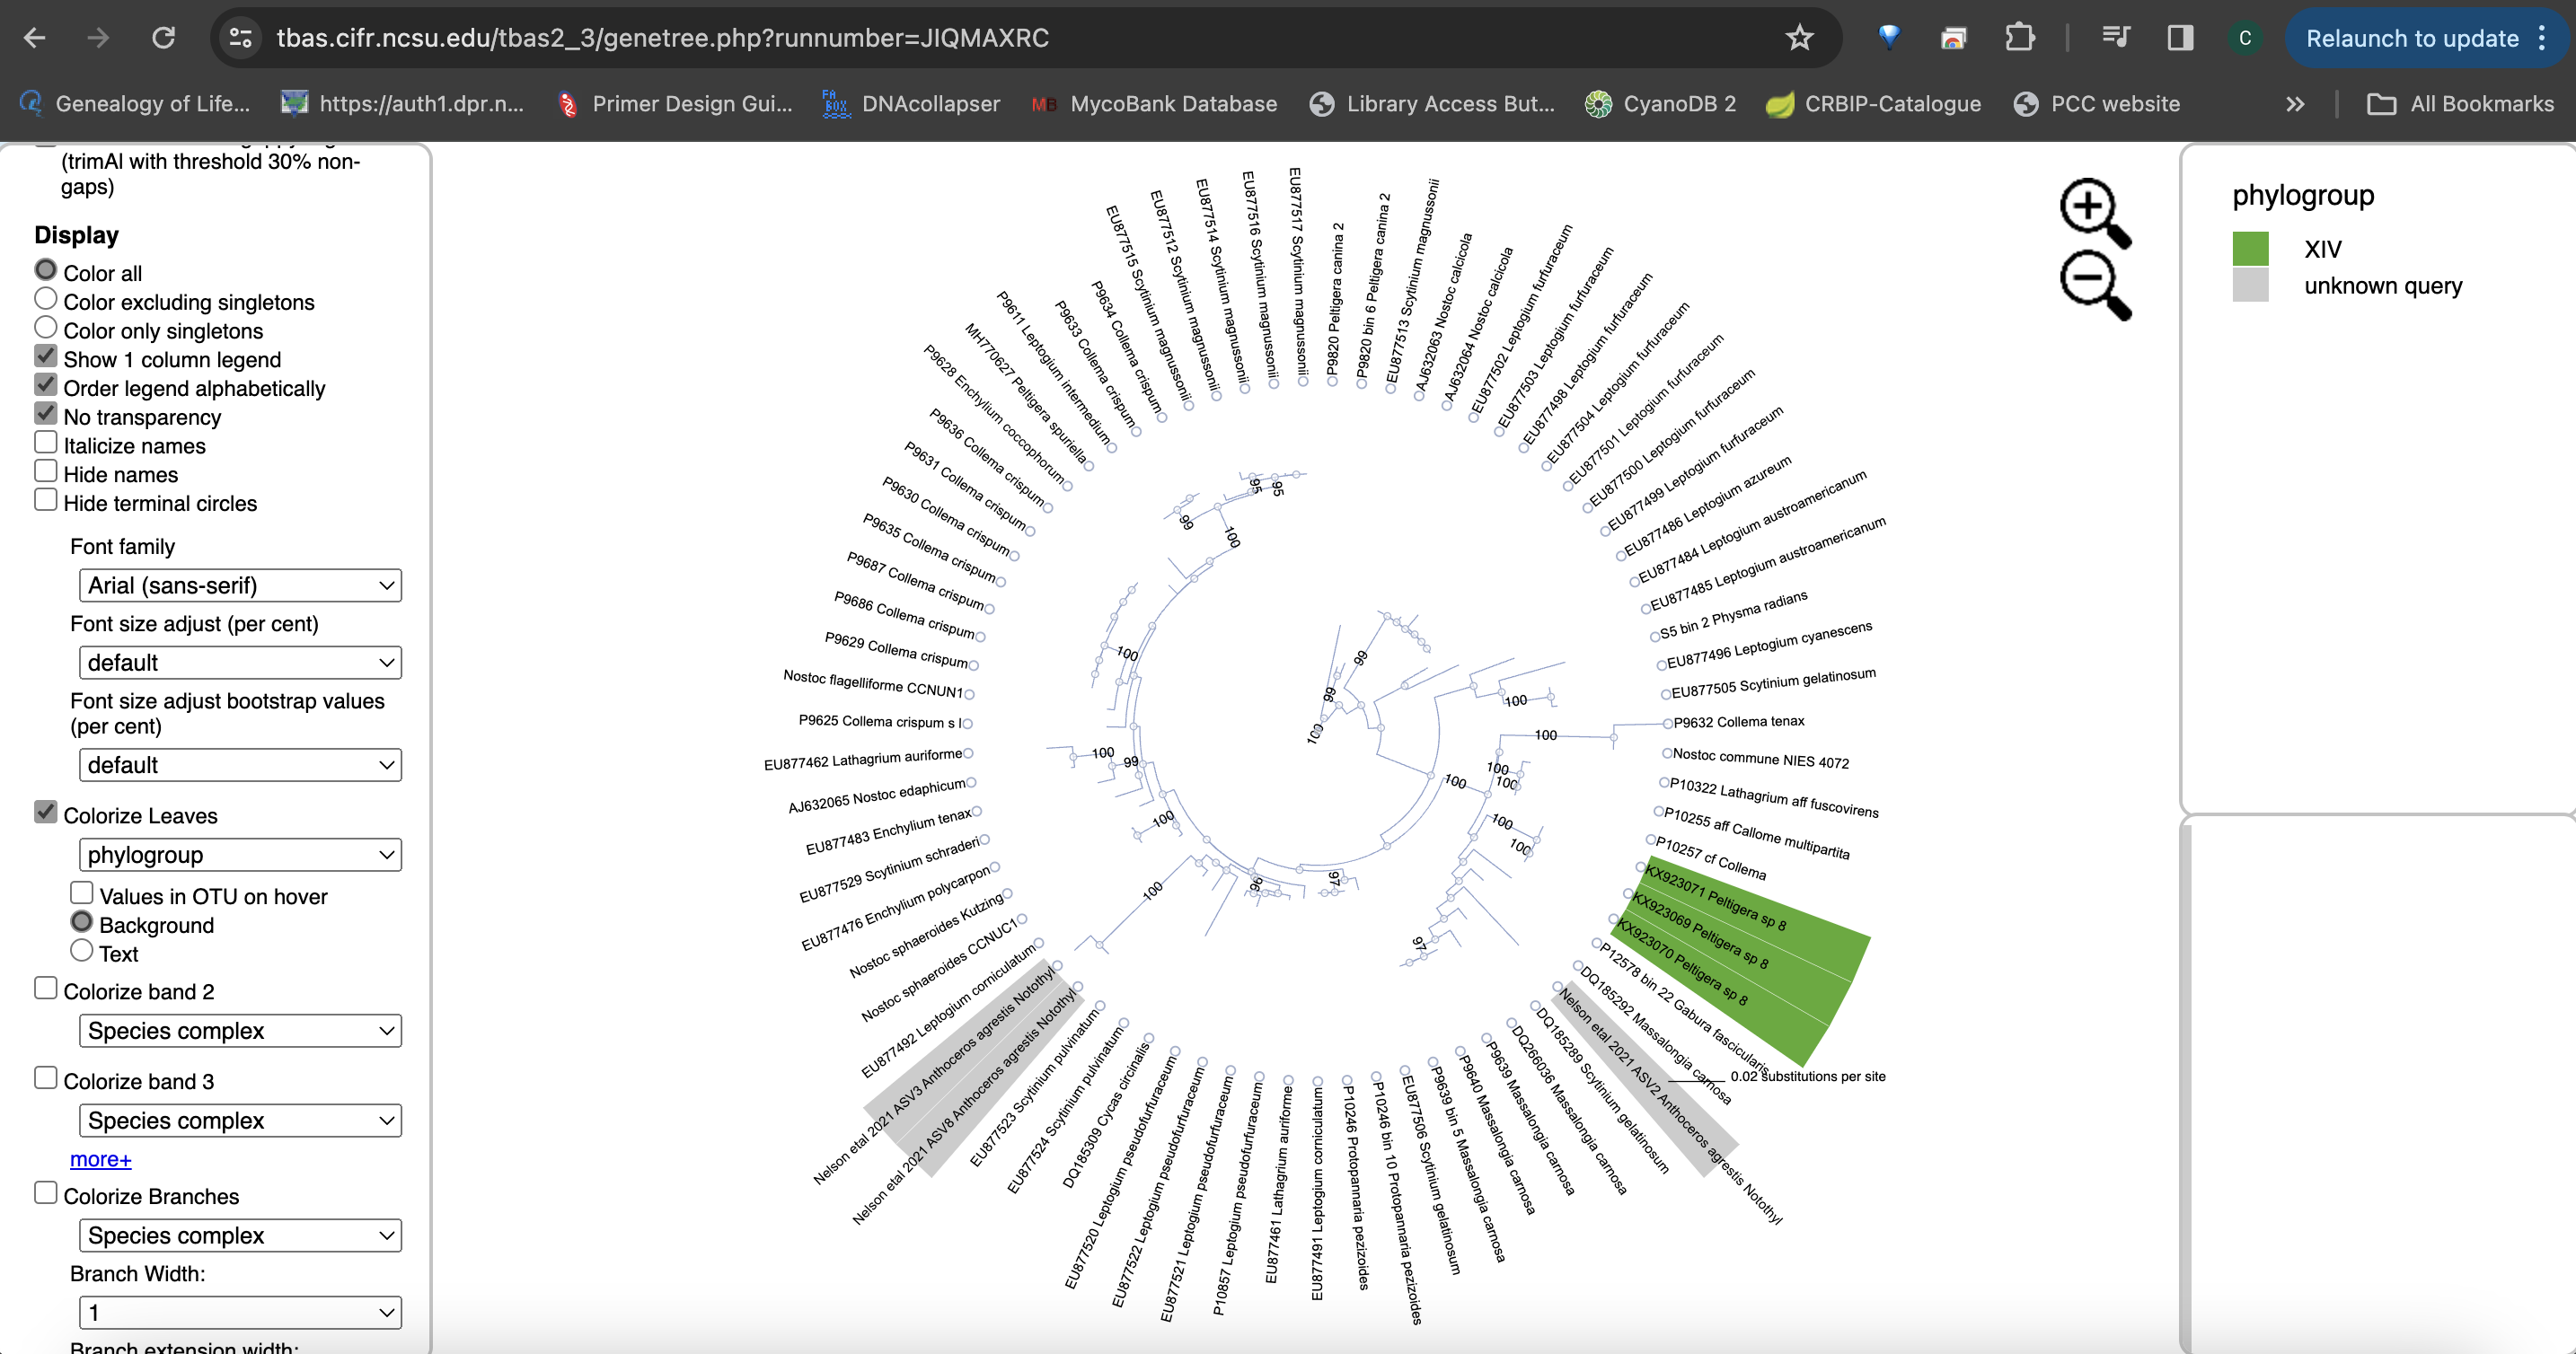 tbas.cifr.ncsu.edu/tbas2_3/genetree.php?runnumber=JIQMAXRC
C
Relaunch to update
Genealogy of Life...
https://auth1.dpr.n...
Primer Design Gui...
FABOX
DNAcollapser
MB
MycoBank Database
Library Access But...
CyanoDB 2
CRBIP-Catalogue
PCC website
»
All Bookmarks
(trimAl with threshold 30% non-
gaps)
Display
Color all
Color excluding singletons
Color only singletons
Show 1 column legend
Order legend alphabetically
No transparency
Italicize names
Hide names
Hide terminal circles
Font family
Arial (sans-serif)
Font size adjust (per cent)
default
Font size adjust bootstrap values
(per cent)
default
Colorize Leaves
phylogroup
Values in OTU on hover
Background
Text
Colorize band 2
Species complex
Colorize band 3
Species complex
more+
Colorize Branches
Species complex
Branch Width:
1
Branch extension width:
EU877517 Scytinium magnussonii
P9820 Peltigera canina 2
P9820 bin 6 Peltigera canina 2
EU877513 Scytinium magnussonii
AJ632063 Nostoc calcicola
AJ632064 Nostoc calcicola
EU877502 Leptogium furfuraceum
EU877503 Leptogium furfuraceum
EU877498 Leptogium furfuraceum
EU877504 Leptogium furfuraceum
EU877501 Leptogium furfuraceum
EU877500 Leptogium furfuraceum
EU877499 Leptogium furfuraceum
EU877486 Leptogium azureum
EU877484 Leptogium austroamericanum
EU877485 Leptogium austroamericanum
S5 bin 2 Physma radians
EU877496 Leptogium cyanescens
EU877505 Scytinium gelatinosum
P9632 Collema tenax
Nostoc commune NIES 4072
P10322 Lathagrium aff fuscovirens
P10255 aff Callome multipartita
P10257 cf Collema
KX923071 Peltigera sp 8
KX923069 Peltigera sp 8
KX923070 Peltigera sp 8
P12578 bin 22 Gabura fascicularis
DQ185292 Massalongia carnosa
Nelson etal 2021 ASV2 Anthoceros agrestis Notothyl
DQ185289 Scytinium gelatinosum
DQ266036 Massalongia carnosa
P9639 Massalongia carnosa
P9640 Massalongia carnosa
P9639 bin 5 Massalongia carnosa
EU877506 Scytinium gelatinosum
P10246 bin 10 Protopannaria pezizoides
P10246 Protopannaria pezizoides
EU877491 Leptogium corniculatum
EU877461 Lathagrium auriforme
P10857 Leptogium pseudofurfuraceum
EU877521 Leptogium pseudofurfuraceum
EU877522 Leptogium pseudofurfuraceum
EU877520 Leptogium pseudofurfuraceum
DQ185309 Cycas circinalis
EU877524 Scytinium pulvinatum
EU877523 Scytinium pulvinatum
Nelson etal 2021 ASV8 Anthoceros agrestis Notothyl
Nelson etal 2021 ASV3 Anthoceros agrestis Notothyl
EU877492 Leptogium corniculatum
Nostoc sphaeroides CCNUC1
Nostoc sphaeroides Kutzing
EU877476 Enchylium polycarpon
EU877529 Scytinium schraderi
EU877483 Enchylium tenax
AJ632065 Nostoc edaphicum
EU877462 Lathagrium auriforme
P9625 Collema crispum s l
Nostoc flagelliforme CCNUN1
P9629 Collema crispum
P9686 Collema crispum
P9687 Collema crispum
P9635 Collema crispum
P9630 Collema crispum
P9631 Collema crispum
P9636 Collema crispum
P9628 Enchylium coccophorum
MH770627 Peltigera spuriella
P9611 Leptogium intermedium
P9633 Collema crispum
P9634 Collema crispum
EU877515 Scytinium magnussonii
EU877512 Scytinium magnussonii
EU877514 Scytinium magnussonii
EU877516 Scytinium magnussonii
95
95
99
100
100
99
99
100
100
100
100
100
100
100
99
100
100
100
100
96
97
97
0.02 substitutions per site
phylogroup
XIV
unknown query